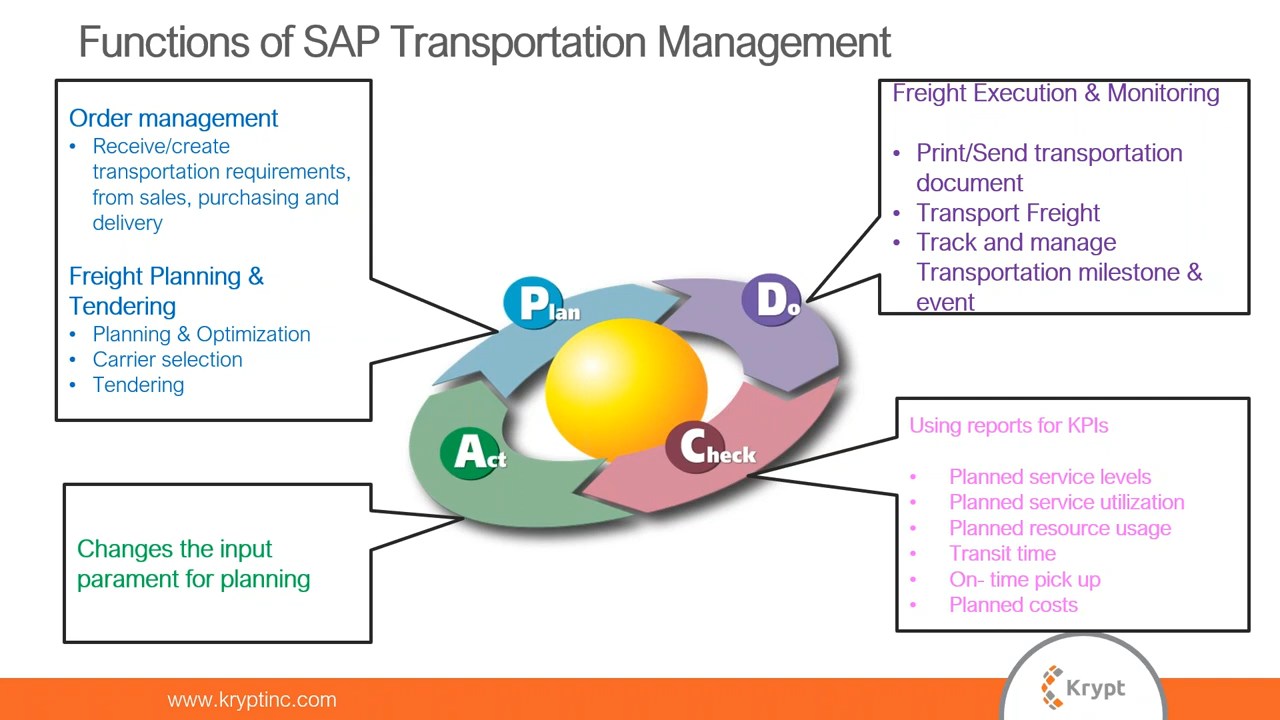 Functions of SAP Transportation Management
Order management
• Receive/create
transportation requirements,
from sales, purchasing and
delivery
Freight Planning &
Tendering
• Planning & Optimization
• Carrier selection
• Tendering
Freight Execution & Monitoring
• Print/Send transportation
document
• Transport Freight
• Track and manage
Transportation milestone &
event
Plan
Do
Check
Act
Using reports for KPIs
• Planned service levels
• Planned service utilization
• Planned resource usage
• Transit time
• On- time pick up
• Planned costs
Changes the input
parament for planning
www.kryptinc.com
Krypt